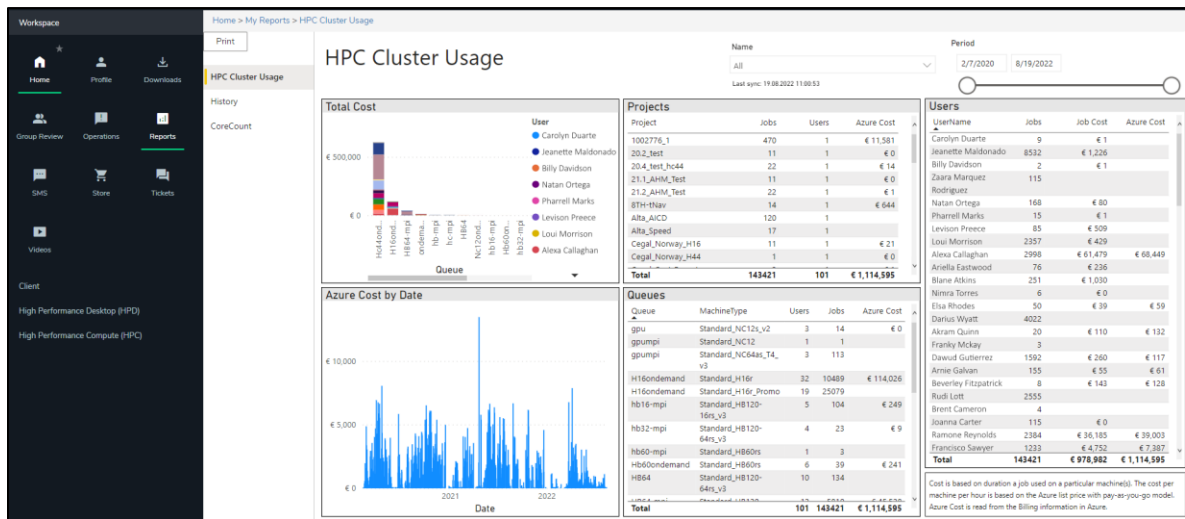 Workspace
Home
Profile
Downloads
Group Review
Operations
Reports
SMS
Store
Tickets
Videos
Client
High Performance Desktop (HPD)
High Performance Compute (HPC)
Home > My Reports > HPC Cluster Usage
Print
HPC Cluster Usage
History
CoreCount
HPC Cluster Usage
Name
All
Last sync: 19.08.2022 11:00:53
Period
2/7/2020 8/19/2022
Total Cost
€ 500,000
€ 0
Hc44ond...
H16ond...
HB64-mpi
ondema...
hb-mpi
hc-mpi
HB64
Nc12ond...
hb16-mpi
Hb60on...
hb32-mpi
Queue
User
Carolyn Duarte
Jeanette Maldonado
Billy Davidson
Natan Ortega
Pharrell Marks
Levison Preece
Loui Morrison
Alexa Callaghan
Projects
Project Jobs Users Azure Cost
1002776_1 470 1 € 11,581
20.2_test 11 1 € 0
20.4_test_hc44 22 1 € 14
21.1_AHM_Test 11 1 € 0
21.2_AHM_Test 22 1 € 1
8TH-tNav 14 1 € 644
Alta_AICD 120 1
Alta_Speed 17 1
Cegal_Norway_H16 11 1 € 21
Cegal_Norway_H44 1 1 € 0
Total 143421 101 € 1,114,595
Azure Cost by Date
€ 10,000
€ 5,000
€ 0
2021 2022
Date
Queues
Queue MachineType Users Jobs Azure Cost
gpu Standard_NC12s_v2 3 14 € 0
gpumpi Standard_NC12 1 1
gpumpi Standard_NC64as_T4_ 3 113
v3
H16ondemand Standard_H16r 32 10489 € 114,026
H16ondemand Standard_H16r_Promo 19 25079
hb16-mpi Standard_HB120- 5 104 € 249
16rs_v3
hb32-mpi Standard_HB120- 4 23 € 9
64rs_v3
hb60-mpi Standard_HB60rs 1 3
Hb60ondemand Standard_HB60rs 6 39 € 241
HB64 Standard_HB120- 10 134
64rs_v3
Total 101 143421 € 1,114,595
Users
UserName Jobs Job Cost Azure Cost
Carolyn Duarte 9 € 1
Jeanette Maldonado 8532 € 1,226
Billy Davidson 2 € 1
Zaara Marquez 115
Rodriguez
Natan Ortega 168 € 80
Pharrell Marks 15 € 1
Levison Preece 85 € 509
Loui Morrison 2357 € 429
Alexa Callaghan 2998 € 61,479 € 68,449
Ariella Eastwood 76 € 236
Blane Atkins 251 € 1,030
Nimra Torres 6 € 0
Elsa Rhodes 50 € 39 € 59
Darius Wyatt 4022
Akram Quinn 20 € 110 € 132
Franky Mckay 3
Dawud Gutierrez 1592 € 260 € 117
Arnie Galvan 155 € 55 € 61
Beverley Fitzpatrick 8 € 143 € 128
Rudi Lott 2555
Brent Cameron 4
Joanna Carter 115 € 0
Ramone Reynolds 2384 € 36,185 € 39,003
Francisco Sawyer 1233 € 4,752 € 7,387
Total 143421 € 978,982 € 1,114,595
Cost is based on duration a job used on a particular machine(s). The cost per
machine per hour is based on the Azure list price with pay-as-you-go model.
Azure Cost is read from the Billing information in Azure.